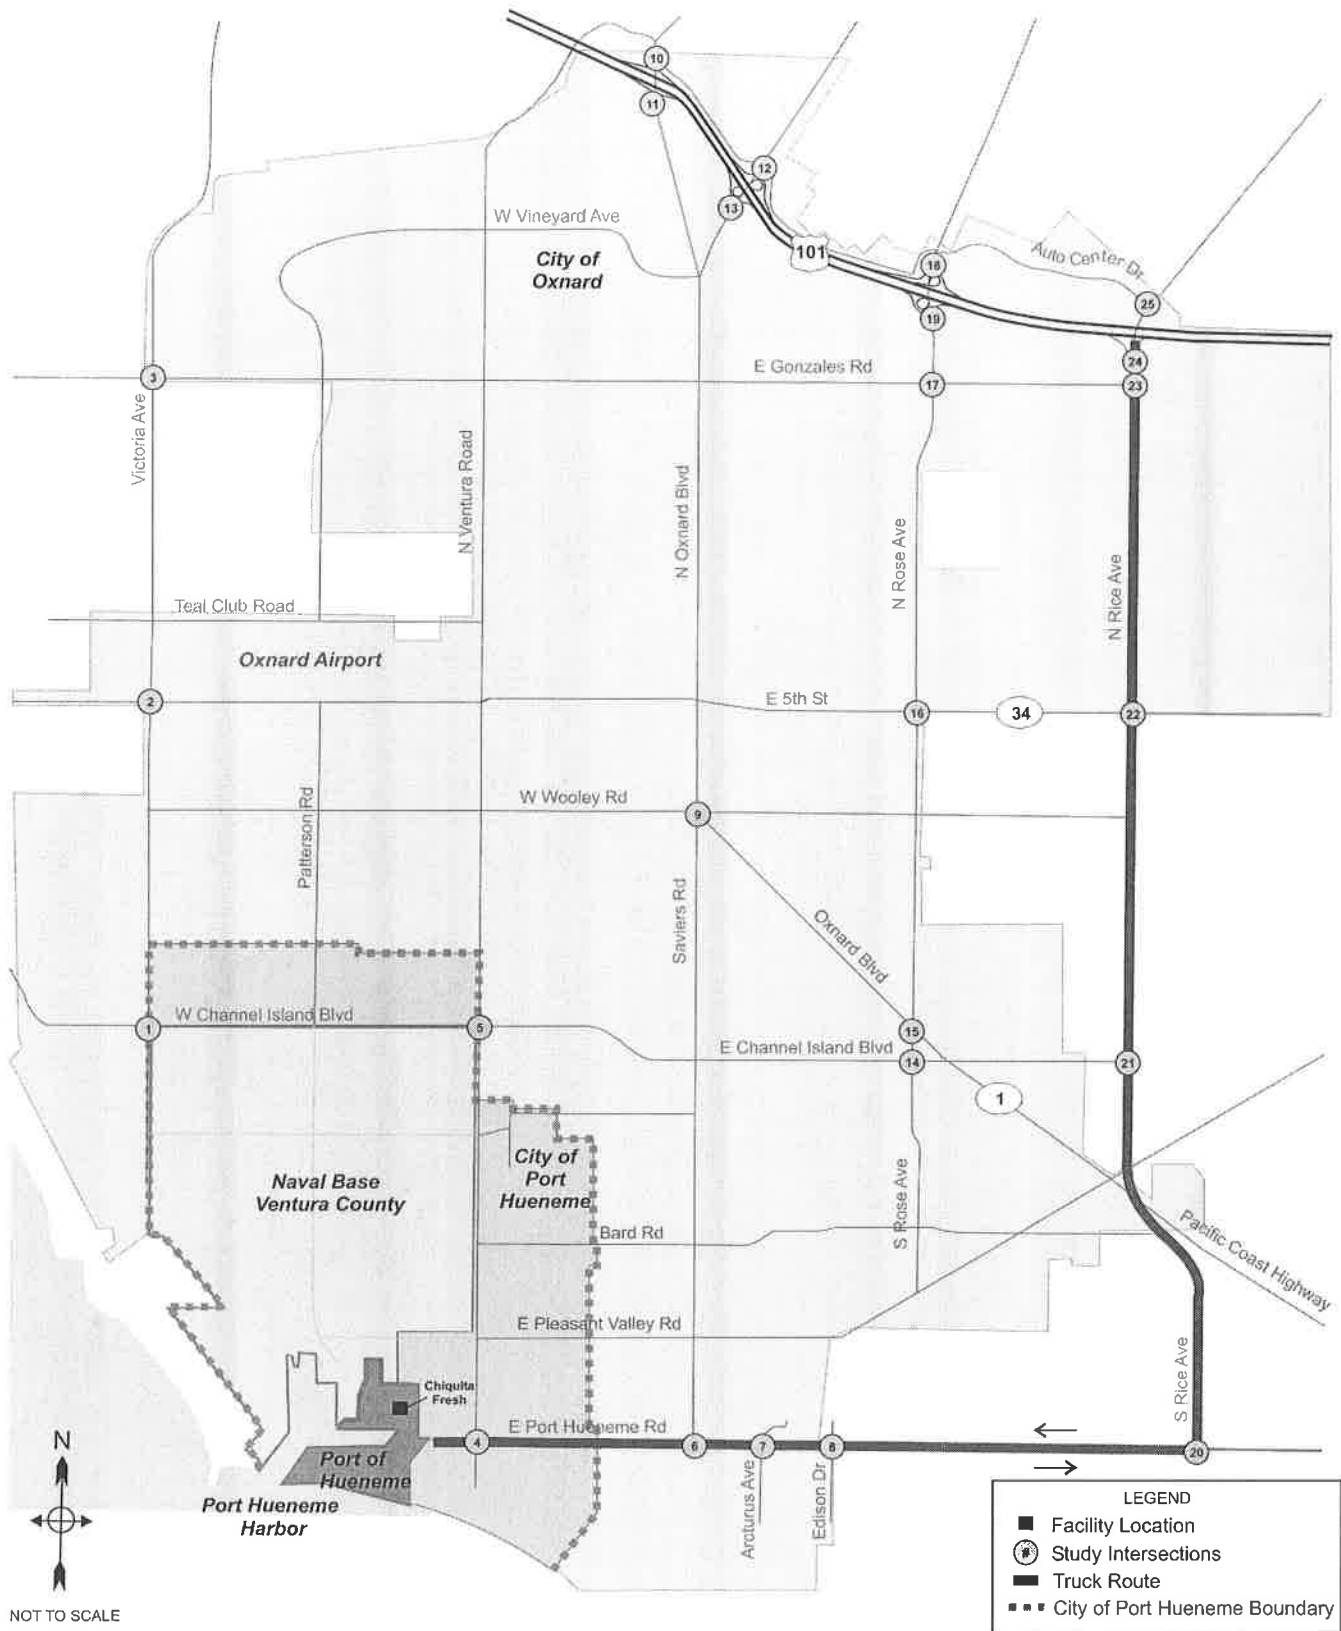 10
11
12
13
W Vineyard Ave
City of
Oxnard
101
18
Auto Center Dr
25
19
24
3
E Gonzales Rd
17
23
Victoria Ave
N Ventura Road
N Oxnard Blvd
N Rose Ave
N Rice Ave
Teal Club Road
Oxnard Airport
2
E 5th St
16
34
22
Patterson Rd
W Wooley Rd
9
Saviers Rd
Oxnard Blvd
W Channel Island Blvd
1
5
15
E Channel Island Blvd
14
21
1
City of
Port
Hueneme
Naval Base
Ventura County
S Rose Ave
Bard Rd
Pacific Coast Highway
E Pleasant Valley Rd
S Rice Ave
Chiquita
Fresh
E Port Hueneme Rd
4
6
7
8
20
N
Port of
Hueneme
Port Hueneme
Harbor
Arcturus Ave
Edison Dr
LEGEND
Facility Location
# Study Intersections
Truck Route
City of Port Hueneme Boundary
NOT TO SCALE